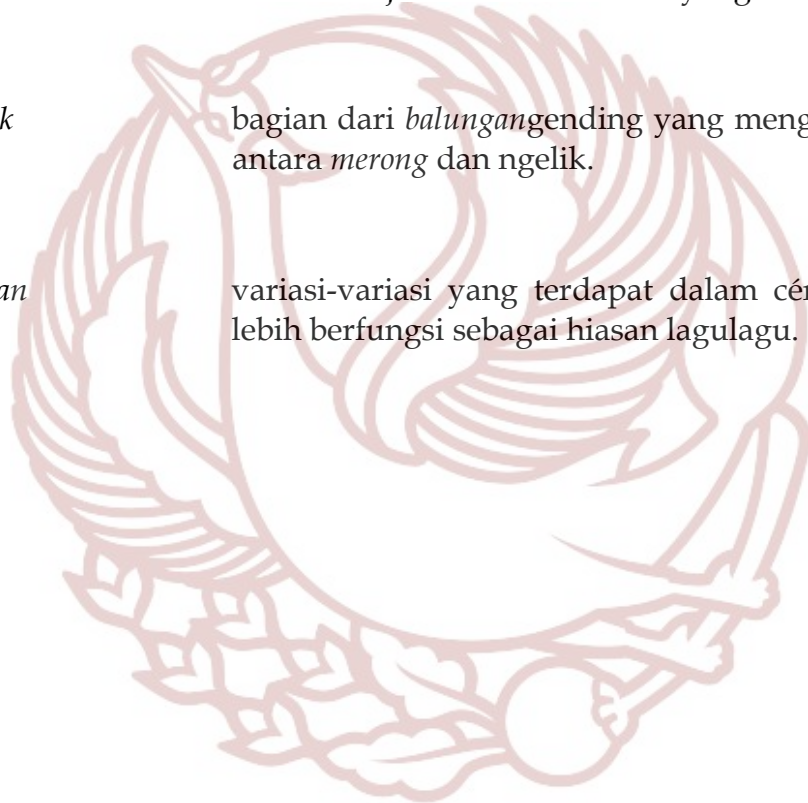 k bagian dari balungangending yang meng
antara merong dan ngelik.
an variasi-variasi yang terdapat dalam cé
lebih berfungsi sebagai hiasan lagulagu.